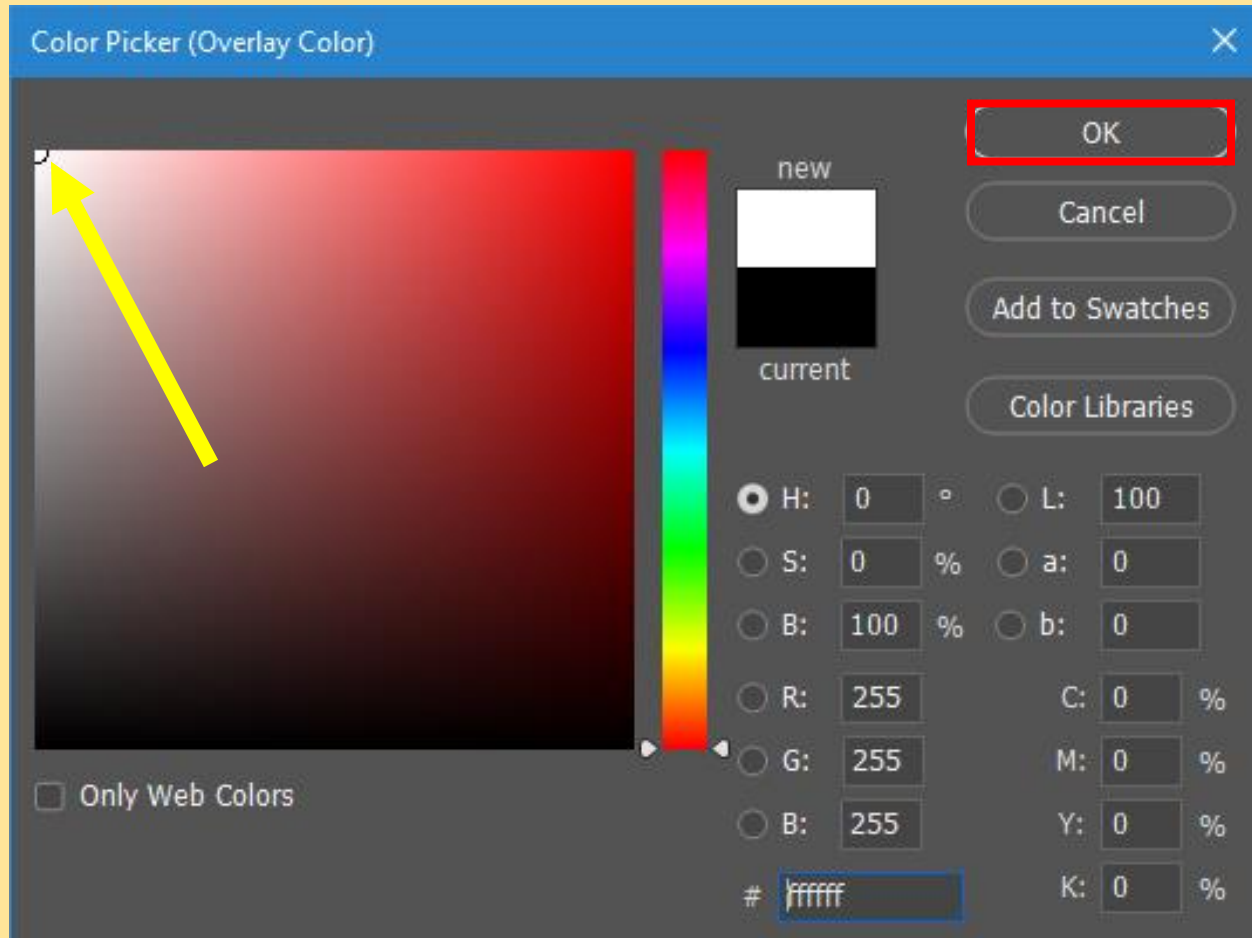 Color Picker (Overlay Color)
new
current
OK
Cancel
Add to Swatches
Color Libraries
H: 0 °
S: 0 %
B: 100 %
R: 255
G: 255
B: 255
# ffffff
L: 100
a: 0
b: 0
C: 0 %
M: 0 %
Y: 0 %
K: 0 %
Only Web Colors